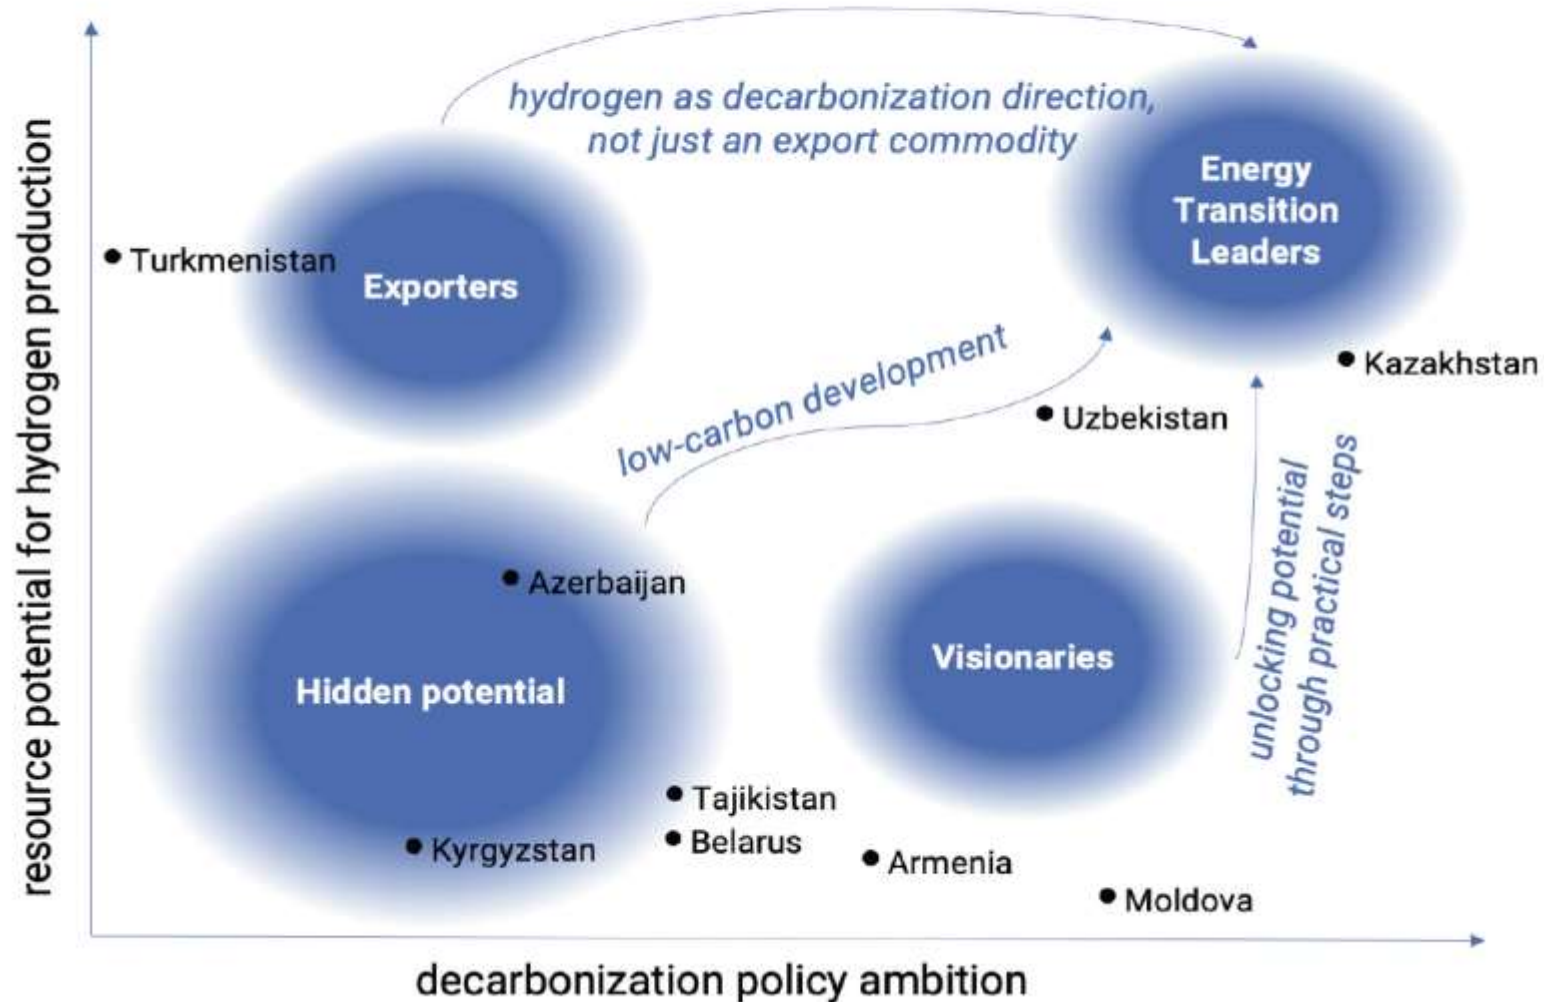 hydrogen as decarbonization direction,
not just an export commodity
Energy
Transition
Leaders
Turkmenistan
Exporters
Kazakhstan
low-carbon development
Uzbekistan
unlocking potential
through practical steps
Azerbaijan
Visionaries
Hidden potential
Tajikistan
Belarus
Kyrgyzstan
Armenia
Moldova
resource potential for hydrogen production
decarbonization policy ambition